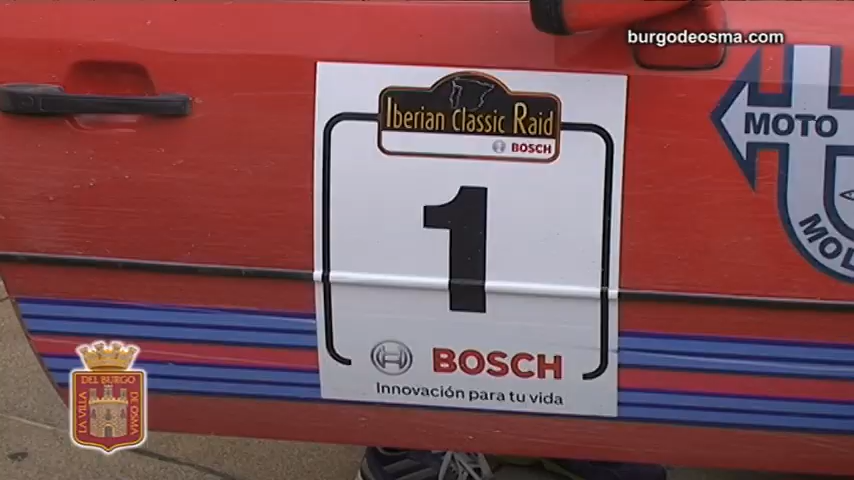 burgodeosma.com
Iberian Classic Raid
BOSCH
MOTO
1
BOSCH
Innovación para tu vida
LA VILLA DEL BURGO DE OSMA